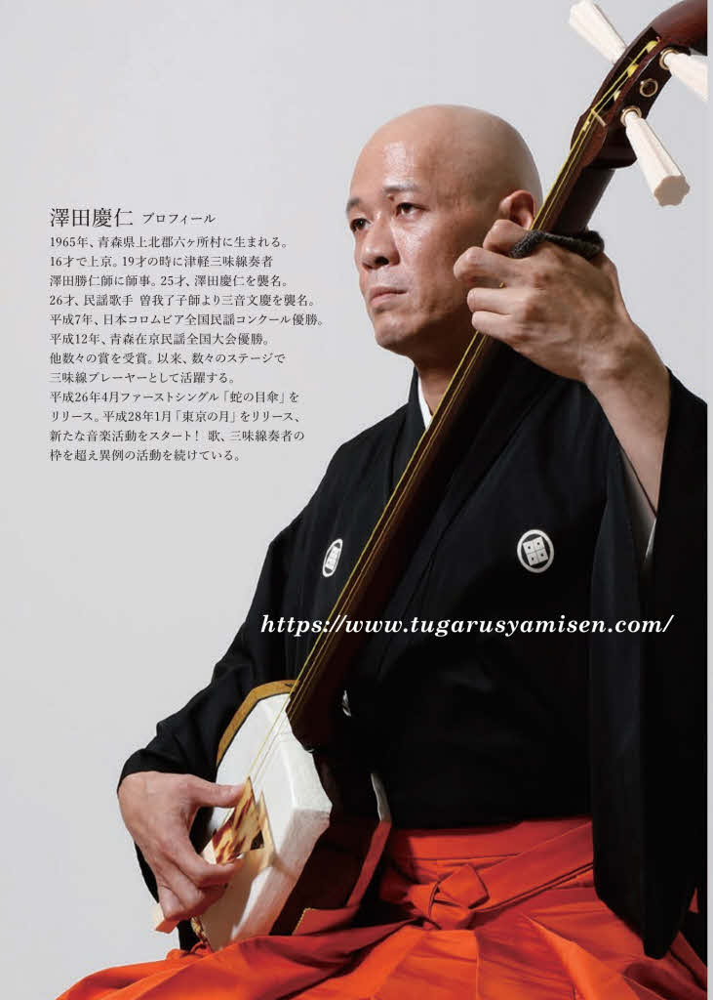 澤田慶仁 プロフィール
1965年、青森県上北郡六ヶ所村に生まれる。
16才で上京。19才の時に津軽三味線奏者
澤田勝仁師に師事。25才、澤田慶仁を襲名。
26才、民謡歌手 曽我了子師より三音文慶を襲名。
平成7年、日本コロムビア全国民謡コンクール優勝。
平成12年、青森在京民謡全国大会優勝。
他数々の賞を受賞。以来、数々のステージで
三味線プレーヤーとして活躍する。
平成26年4月ファーストシングル「蛇の目傘」を
リリース。平成28年1月「東京の月」をリリース、
新たな音楽活動をスタート！ 歌、三味線奏者の
枠を超え異例の活動を続けている。
https://www.tugarusyamisen.com/